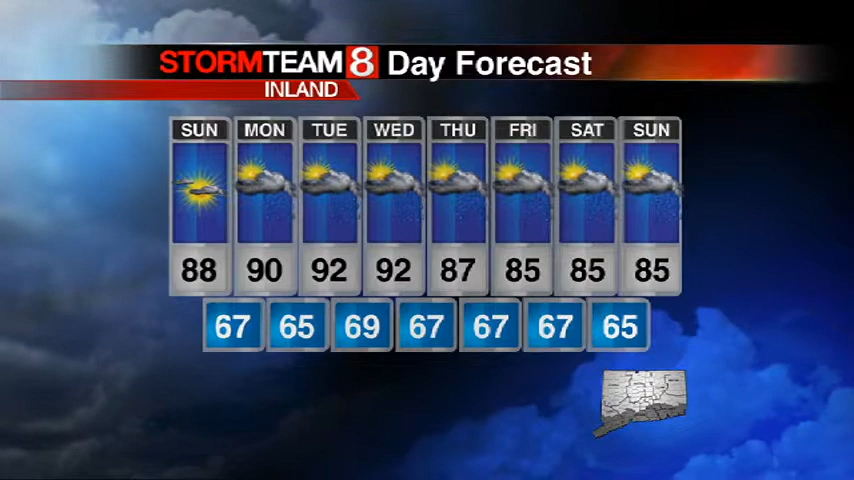 STORMTEAM 8 Day Forecast
INLAND
SUN MON TUE WED THU FRI SAT SUN
88 90 92 92 87 85 85 85
67 65 69 67 67 67 65